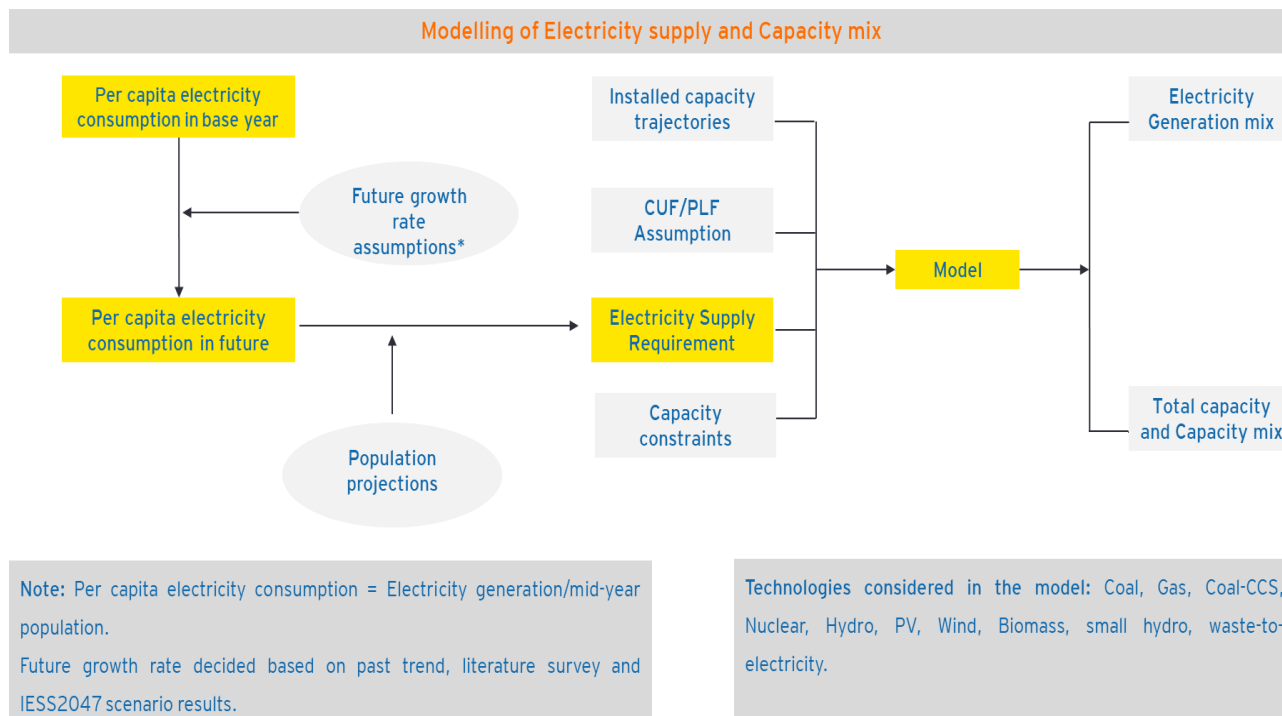 Modelling of Electricity supply and Capacity mix
Per capita electricity
consumption in base year
Future growth
rate
assumptions*
Per capita electricity
consumption in future
Population
projections
Installed capacity
trajectories
CUF/PLF
Assumption
Electricity Supply
Requirement
Capacity
constraints
Model
Electricity
Generation mix
Total capacity
and Capacity mix
Note: Per capita electricity consumption = Electricity generation/mid-year
population.
Future growth rate decided based on past trend, literature survey and
IESS2047 scenario results.
Technologies considered in the model: Coal, Gas, Coal-CCS,
Nuclear, Hydro, PV, Wind, Biomass, small hydro, waste-to-
electricity.